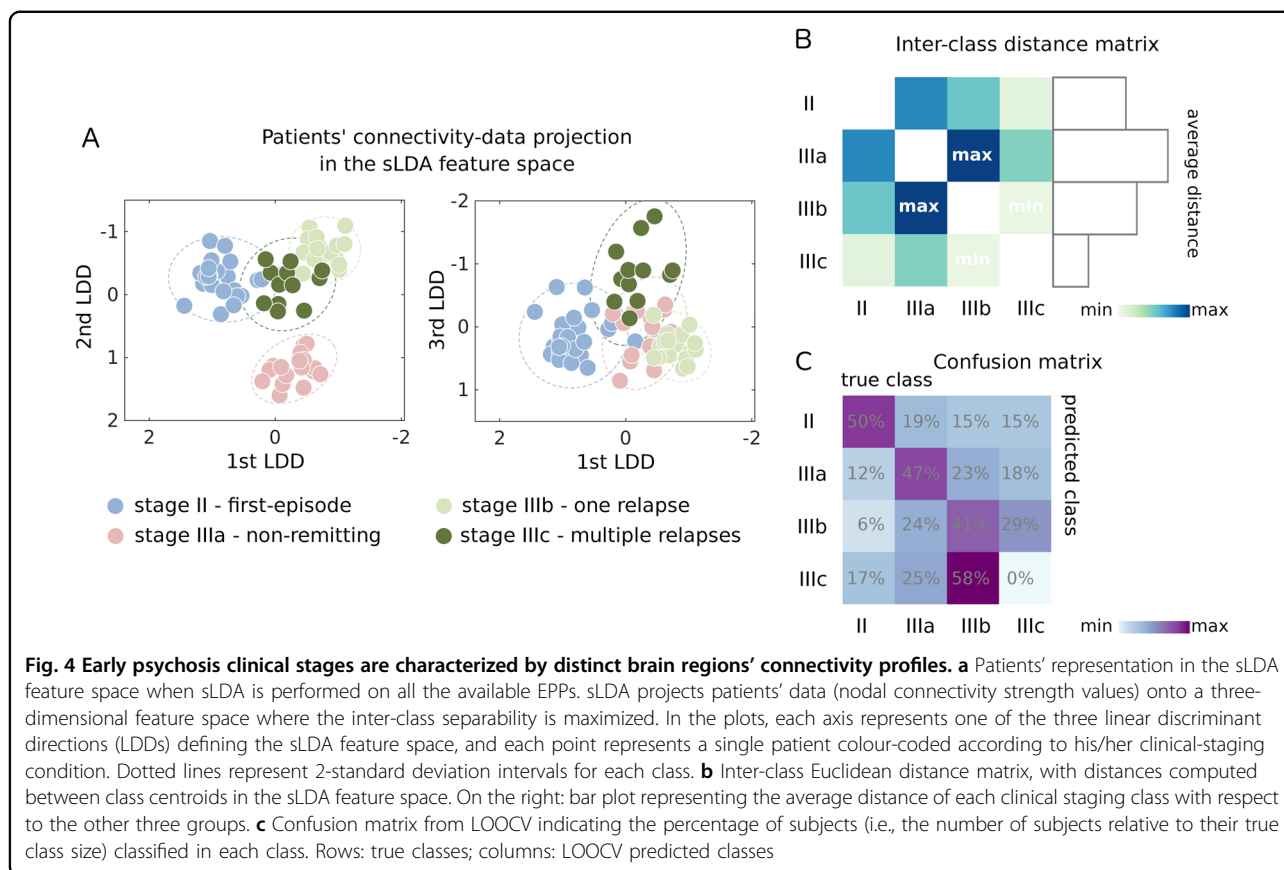 A
Patients' connectivity-data projection
in the sLDA feature space
-1
0
1
2
2nd LDD
2
0
-2
1st LDD
-2
-1
0
1
3rd LDD
2
0
-2
1st LDD
stage II - first-episode
stage IIIa - non-remitting
stage IIIb - one relapse
stage IIIc - multiple relapses
B
Inter-class distance matrix
II
IIIa
max
IIIb
max
min
IIIc
min
II
IIIa
IIIb
IIIc
average distance
min
max
C
Confusion matrix
true class
predicted class
II
50%
19%
15%
15%
IIIa
12%
47%
23%
18%
IIIb
6%
24%
41%
29%
IIIc
17%
25%
58%
0%
II
IIIa
IIIb
IIIc
min
max
Fig. 4 Early psychosis clinical stages are characterized by distinct brain regions' connectivity profiles. a Patients' representation in the sLDA
feature space when sLDA is performed on all the available EPPs. sLDA projects patients' data (nodal connectivity strength values) onto a three-
dimensional feature space where the inter-class separability is maximized. In the plots, each axis represents one of the three linear discriminant
directions (LDDs) defining the sLDA feature space, and each point represents a single patient colour-coded according to his/her clinical-staging
condition. Dotted lines represent 2-standard deviation intervals for each class. b Inter-class Euclidean distance matrix, with distances computed
between class centroids in the sLDA feature space. On the right: bar plot representing the average distance of each clinical staging class with respect
to the other three groups. c Confusion matrix from LOOCV indicating the percentage of subjects (i.e., the number of subjects relative to their true
class size) classified in each class. Rows: true classes; columns: LOOCV predicted classes